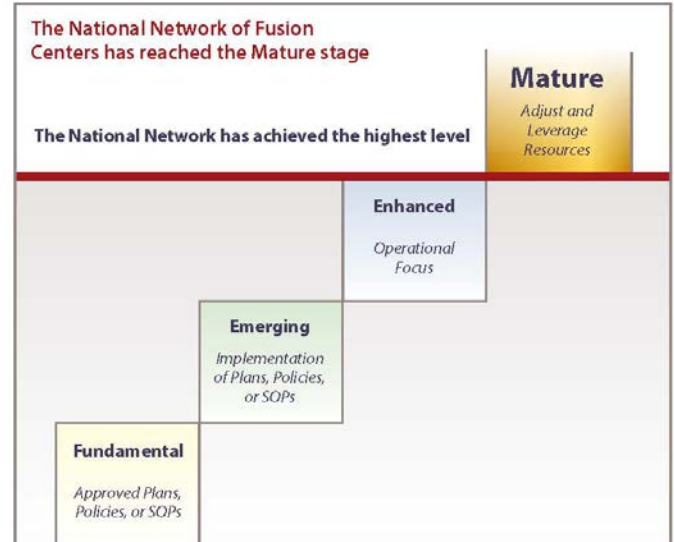 The National Network of Fusion
Centers has reached the Mature stage
Mature
Adjust and
Leverage
Resources
The National Network has achieved the highest level
Enhanced
Operational
Focus
Emerging
Implementation
of Plans, Policies,
or SOPs
Fundamental
Approved Plans,
Policies, or SOPs